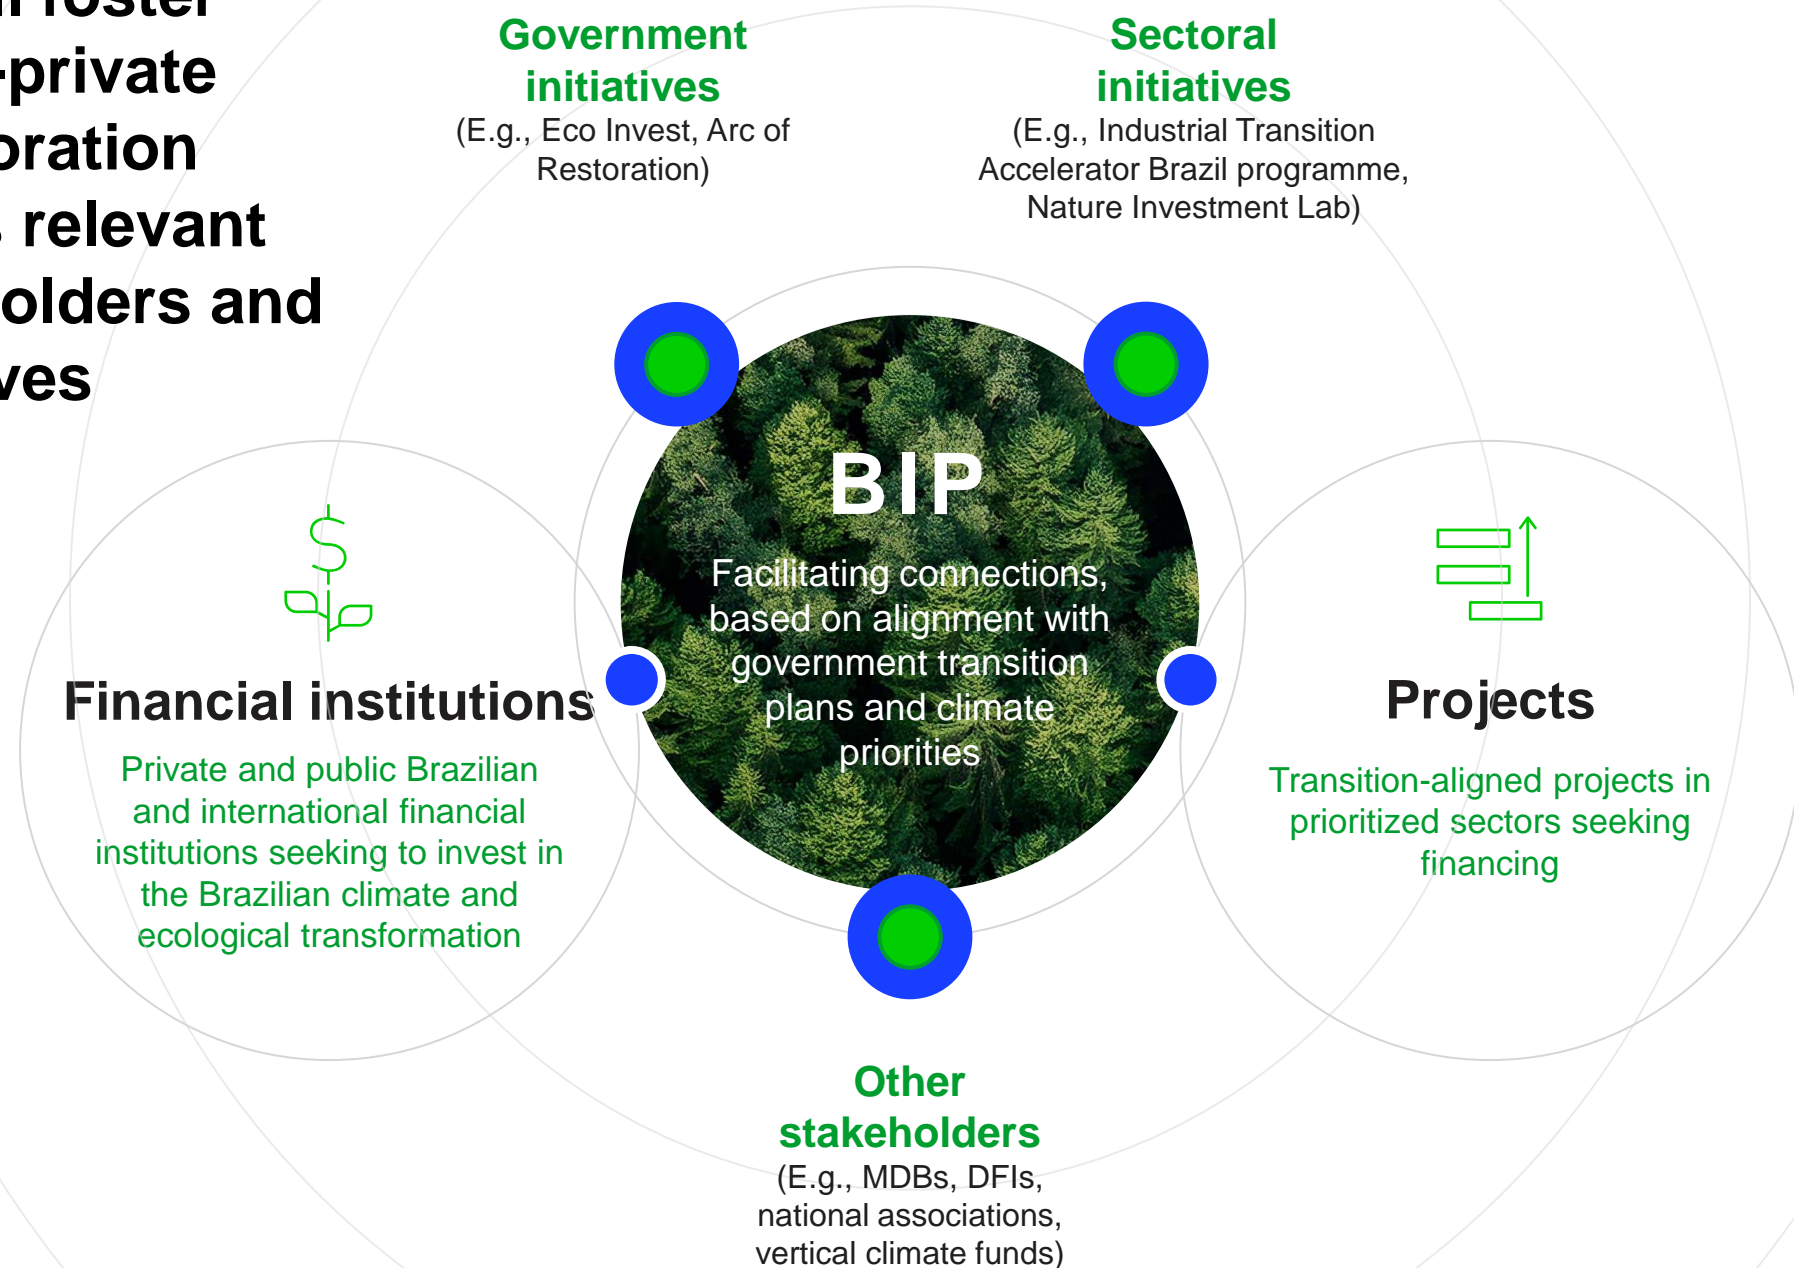 roster
-private
relevant
and
Government
initiatives
(E.g., Eco Invest, Arc of
Restoration)
Sectoral
initiatives
(E.g., Industrial Transition
Accelerator Brazil programme,
Nature Investment Lab)
BIP
Facilitating connections,
based on alignment with
government transition
plans and climate
priorities
Financial institutions
Private and public Brazilian
and international financial
institutions seeking to invest in
the Brazilian climate and
ecological transformation
Projects
Transition-aligned projects in
prioritized sectors seeking
financing
Other
stakeholders
(E.g., MDBs, DFIs,
national associations,
vertical climate funds)